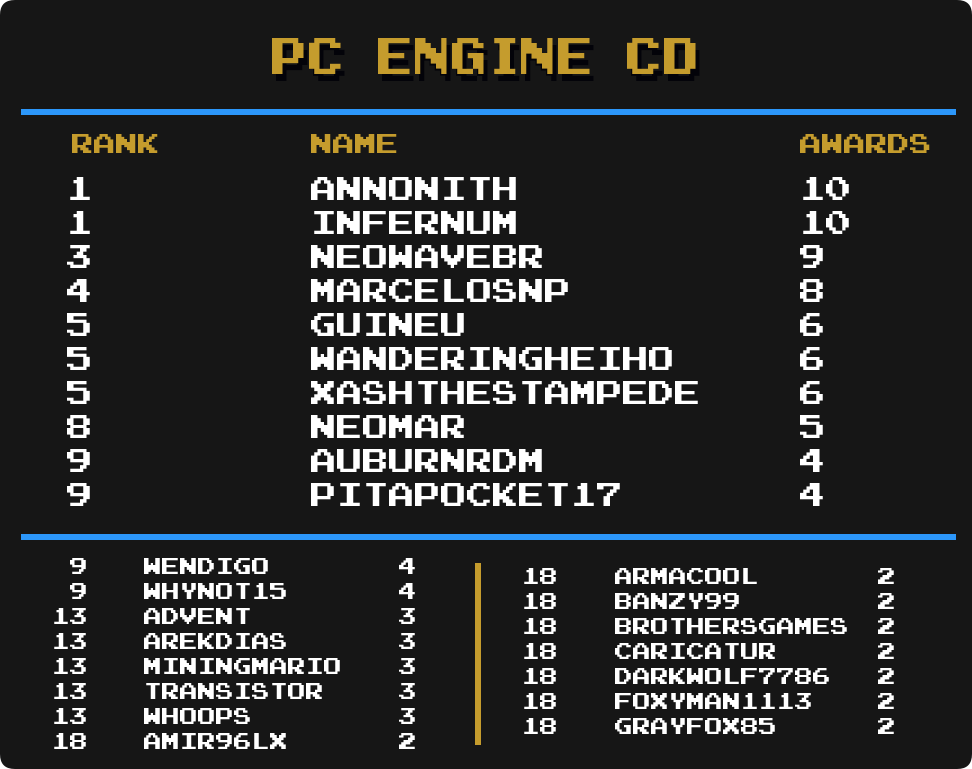 PC ENGINE CD
RANK NAME AWARDS
1 ANNONITH 10
1 INFERNUM 10
3 NEOWAVEBR 9
4 MARCELOSNP 8
5 GUINEU 6
5 WANDERINGHEIHO 6
5 XASHTHESTAMPEDE 6
8 NEOMAR 5
9 AUBURNRDM 4
9 PITAPOCKET17 4
9 WENDIGO 4
9 WHYNOT15 4
13 ADVENT 3
13 AREKDIAS 3
13 MININGMARIO 3
13 TRANSISTOR 3
13 WHOOPS 3
18 AMIR96LX 2
18 ARMACOOL 2
18 BANZY99 2
18 BROTHERSGAMES 2
18 CARICATUR 2
18 DARKWOLF7786 2
18 FOXYMAN1113 2
18 GRAYFOX85 2